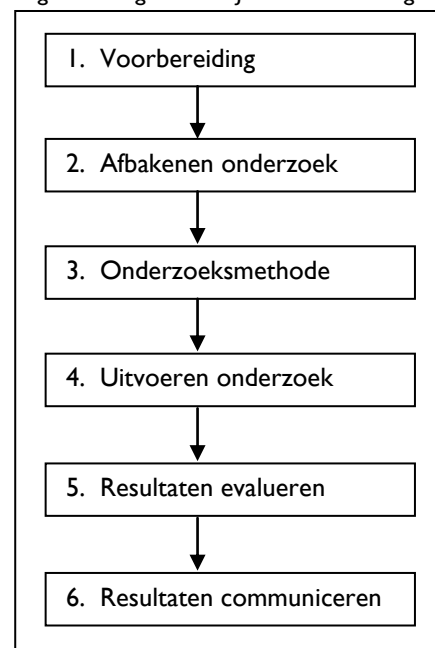 1. Voorbereiding
2. Afbakenen onderzoek
3. Onderzoeksmethode
4. Uitvoeren onderzoek
5. Resultaten evalueren
6. Resultaten communiceren